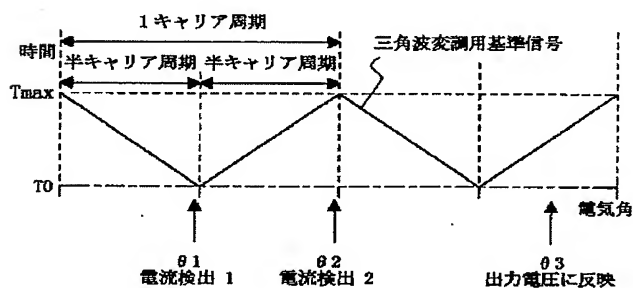 1キャリア周期
時間
半キャリア周期 半キャリア周期
三角波変調用基準信号
Tmax
T0
電気角
θ1 θ2 θ3
電流検出 1 電流検出 2 出力電圧に反映